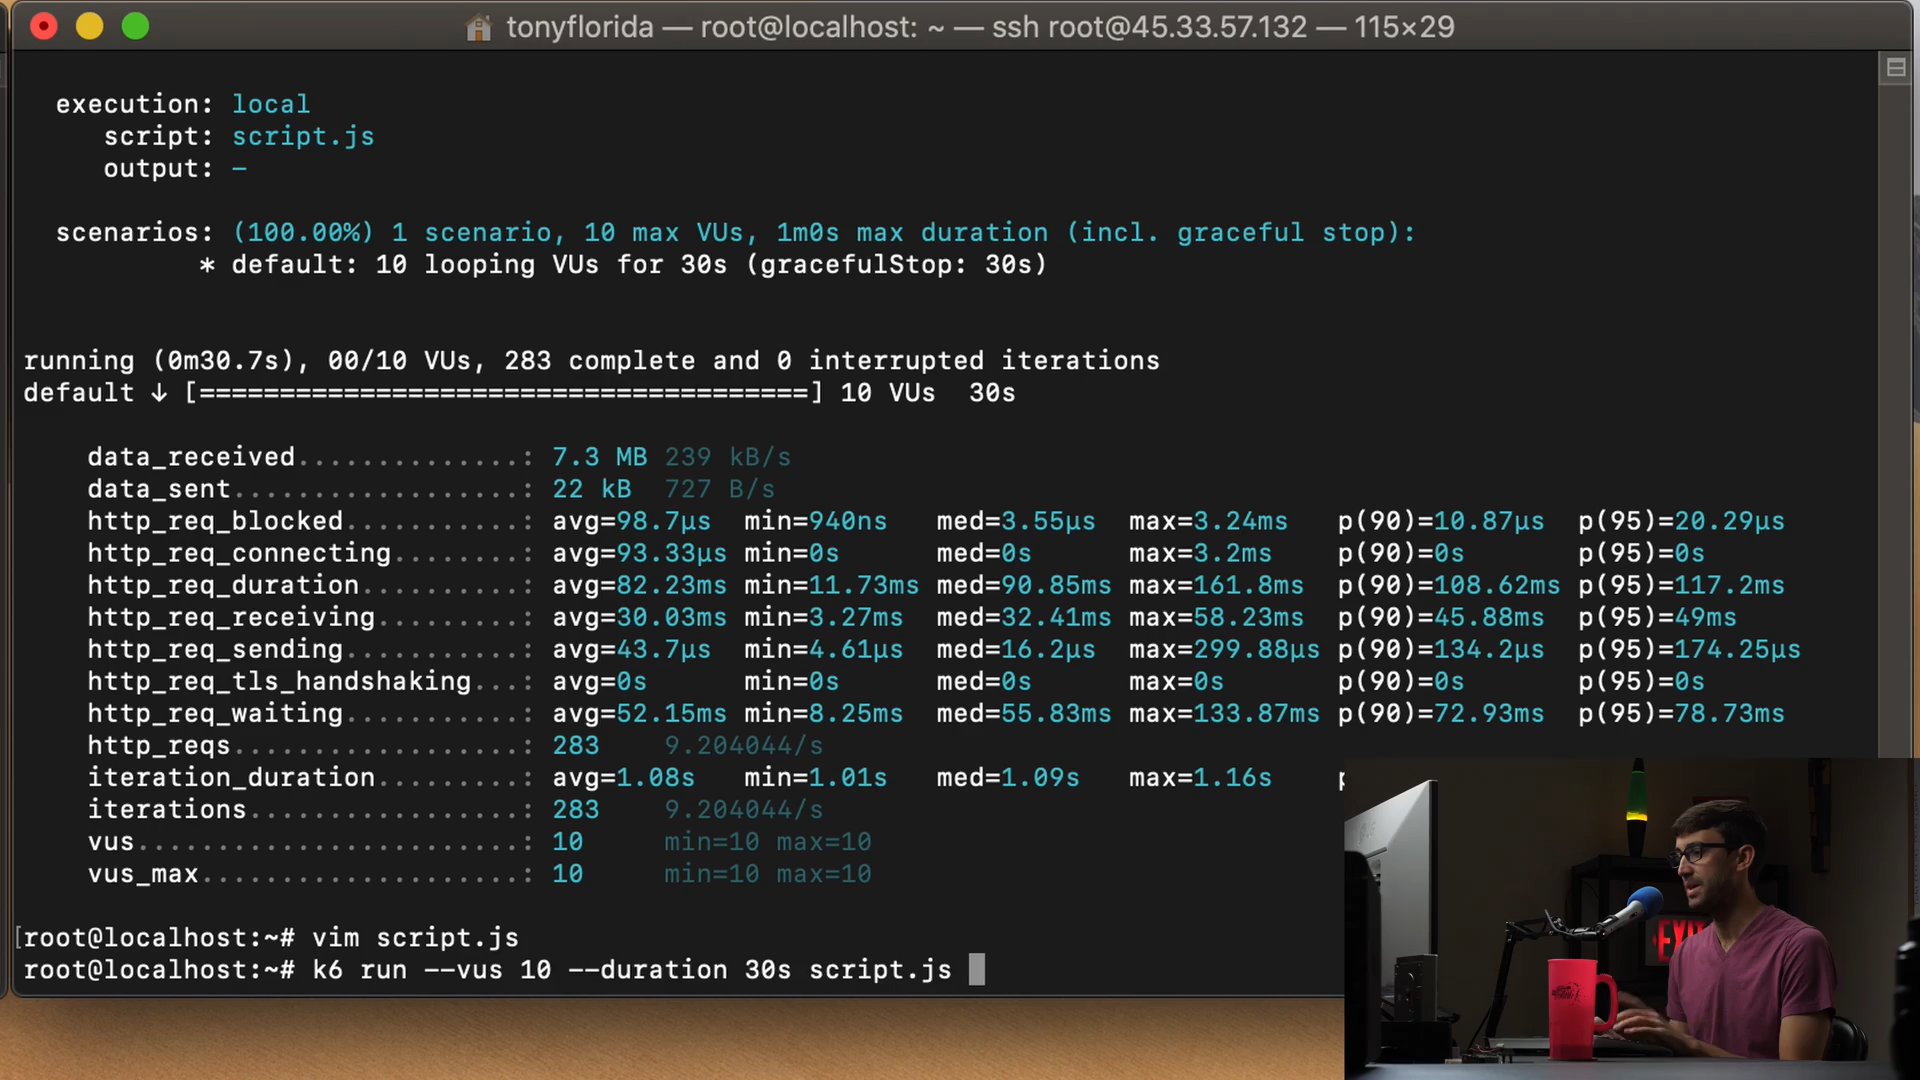 tonyflorida — root@localhost: ~ — ssh root@45.33.57.132 — 115×29
execution: local
script: script.js
output: –
scenarios: (100.00%) 1 scenario, 10 max VUs, 1m0s max duration (incl. graceful stop):
* default: 10 looping VUs for 30s (gracefulStop: 30s)
running (0m30.7s), 00/10 VUs, 283 complete and 0 interrupted iterations
default ↓ [======================================] 10 VUs  30s
data_received..............: 7.3 MB 239 kB/s
data_sent..................: 22 kB  727 B/s
http_req_blocked...........: avg=98.7µs  min=940ns   med=3.55µs  max=3.24ms   p(90)=10.87µs  p(95)=20.29µs
http_req_connecting........: avg=93.33µs min=0s      med=0s      max=3.2ms    p(90)=0s       p(95)=0s
http_req_duration..........: avg=82.23ms min=11.73ms med=90.85ms max=161.8ms  p(90)=108.62ms p(95)=117.2ms
http_req_receiving.........: avg=30.03ms min=3.27ms  med=32.41ms max=58.23ms  p(90)=45.88ms  p(95)=49ms
http_req_sending...........: avg=43.7µs  min=4.61µs  med=16.2µs  max=299.88µs p(90)=134.2µs  p(95)=174.25µs
http_req_tls_handshaking...: avg=0s      min=0s      med=0s      max=0s       p(90)=0s       p(95)=0s
http_req_waiting...........: avg=52.15ms min=8.25ms  med=55.83ms max=133.87ms p(90)=72.93ms  p(95)=78.73ms
http_reqs..................: 283    9.204044/s
iteration_duration.........: avg=1.08s   min=1.01s   med=1.09s   max=1.16s
iterations.................: 283    9.204044/s
vus........................: 10     min=10 max=10
vus_max....................: 10     min=10 max=10
[root@localhost:~# vim script.js
root@localhost:~# k6 run --vus 10 --duration 30s script.js
EXIT